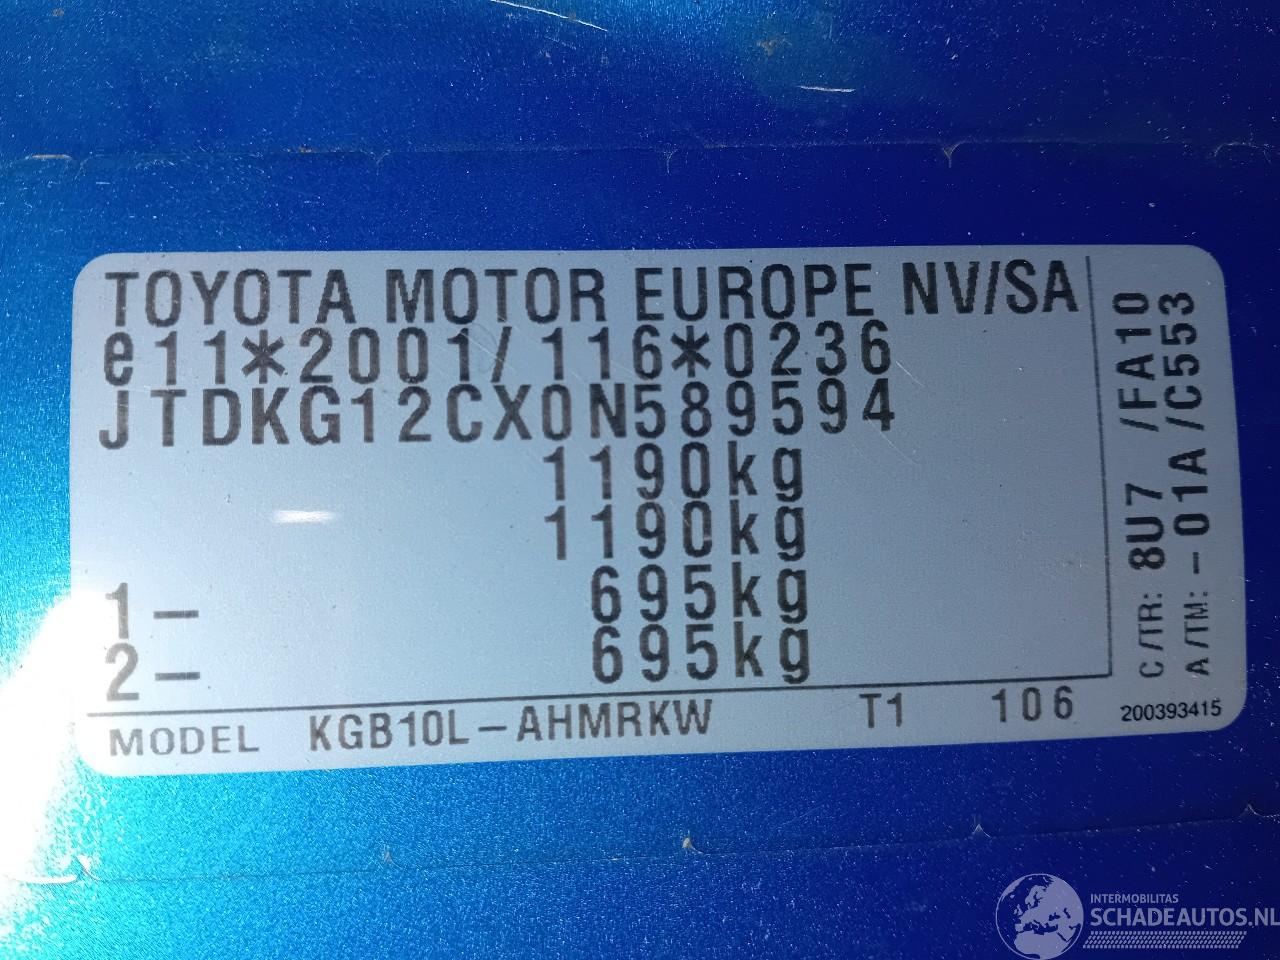 TOYOTA MOTOR EUROPE NV/SA
e11*2001/116*0236
JTDKG12CX0N589594
1190kg
1190kg
1- 695kg
2- 695kg
MODEL KGB10L-AHMRKW T1 106
C/TR: 8U7 /FA10
A/TM: -01A /C553
200393415
INTERMOBILITAS
SCHADEAUTOS.NL